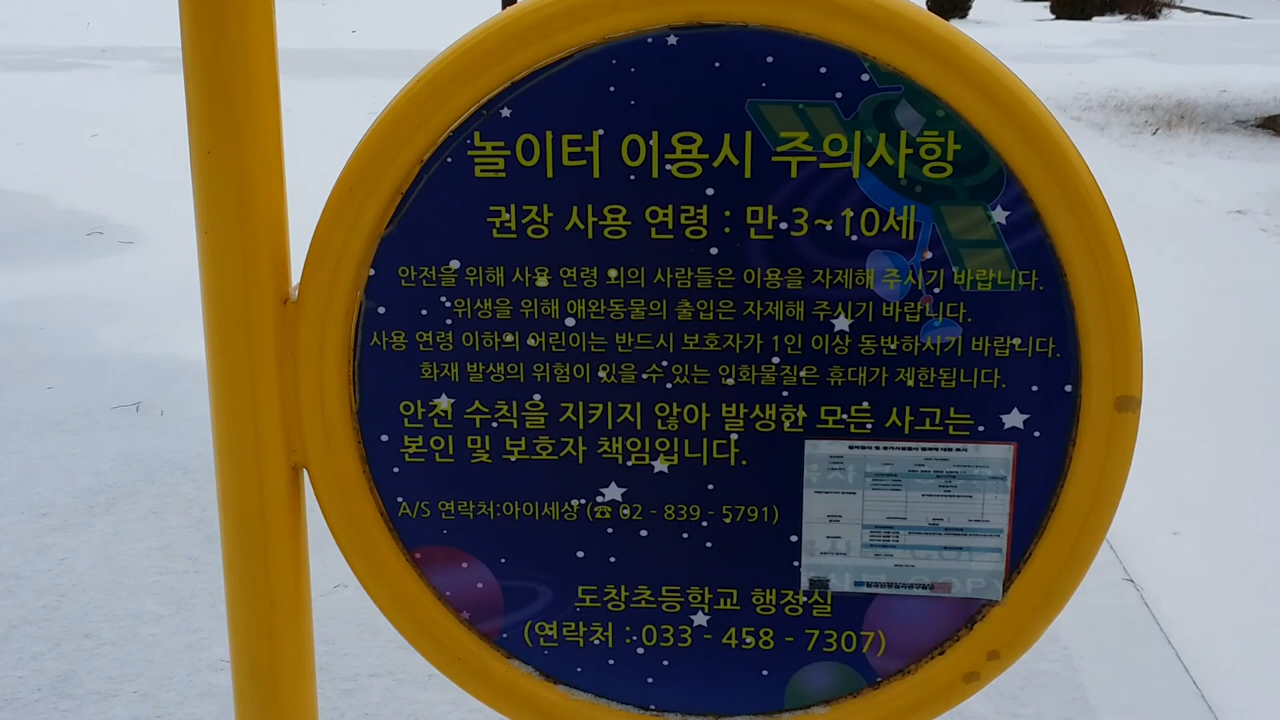 놀이터 이용시 주의사항
권장 사용 연령 : 만 3~10세
안전을 위해 사용 연령 외의 사람들은 이용을 자제해 주시기 바랍니다.
위생을 위해 애완동물의 출입은 자제해 주시기 바랍니다.
사용 연령 이하의 어린이는 반드시 보호자가 1인 이상 동반하시기 바랍니다.
화재 발생의 위험이 있을 수 있는 인화물질은 휴대가 제한됩니다.
안전 수칙을 지키지 않아 발생한 모든 사고는
본인 및 보호자 책임입니다.
A/S 연락처:아이세상 (☎ 02 - 839 - 5791)
도창초등학교 행정실
(연락처 : 033 - 458 - 7307)